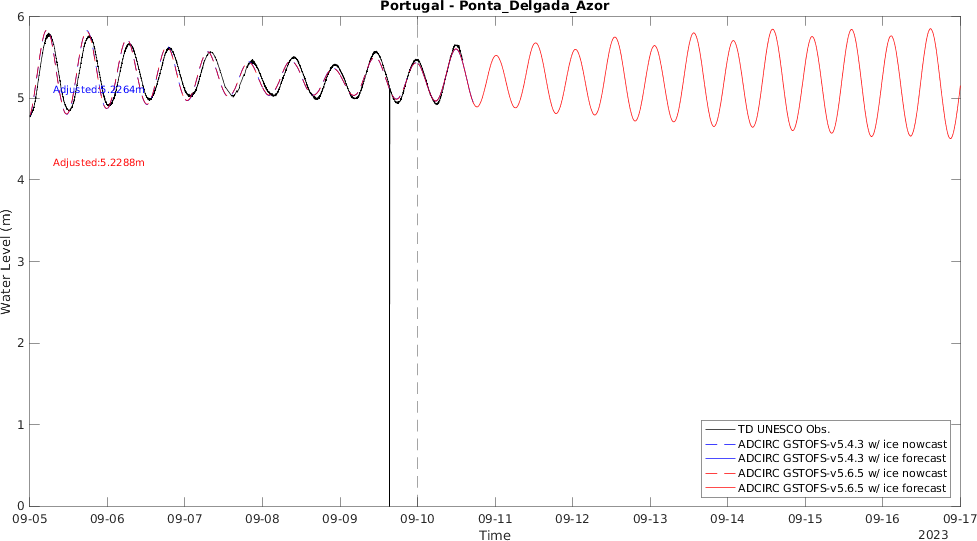 Portugal - Ponta_Delgada_Azor
6
5
4
3
2
1
0
Water Level (m)
Adjusted:5.2264m
Adjusted:5.2288m
TD UNESCO Obs.
ADCIRC GSTOFS-v5.4.3 w/ ice nowcast
ADCIRC GSTOFS-v5.4.3 w/ ice forecast
ADCIRC GSTOFS-v5.6.5 w/ ice nowcast
ADCIRC GSTOFS-v5.6.5 w/ ice forecast
09-05 09-06 09-07 09-08 09-09 09-10 09-11 09-12 09-13 09-14 09-15 09-16 09-17
Time
2023